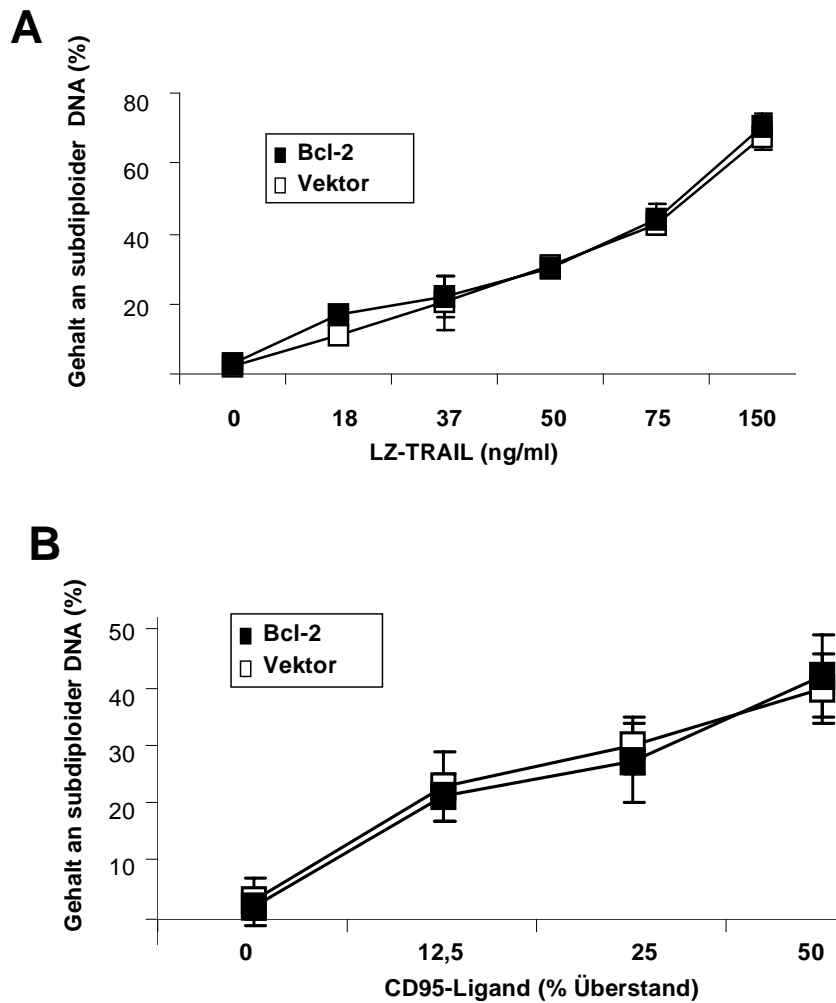 A
Gehalt an subdiploider DNA (%)
80
60
40
20
Bcl-2
Vektor
0 18 37 50 75 150
LZ-TRAIL (ng/ml)
B
Gehalt an subdiploider DNA (%)
50
40
30
20
10
Bcl-2
Vektor
0 12,5 25 50
CD95-Ligand (% Überstand)